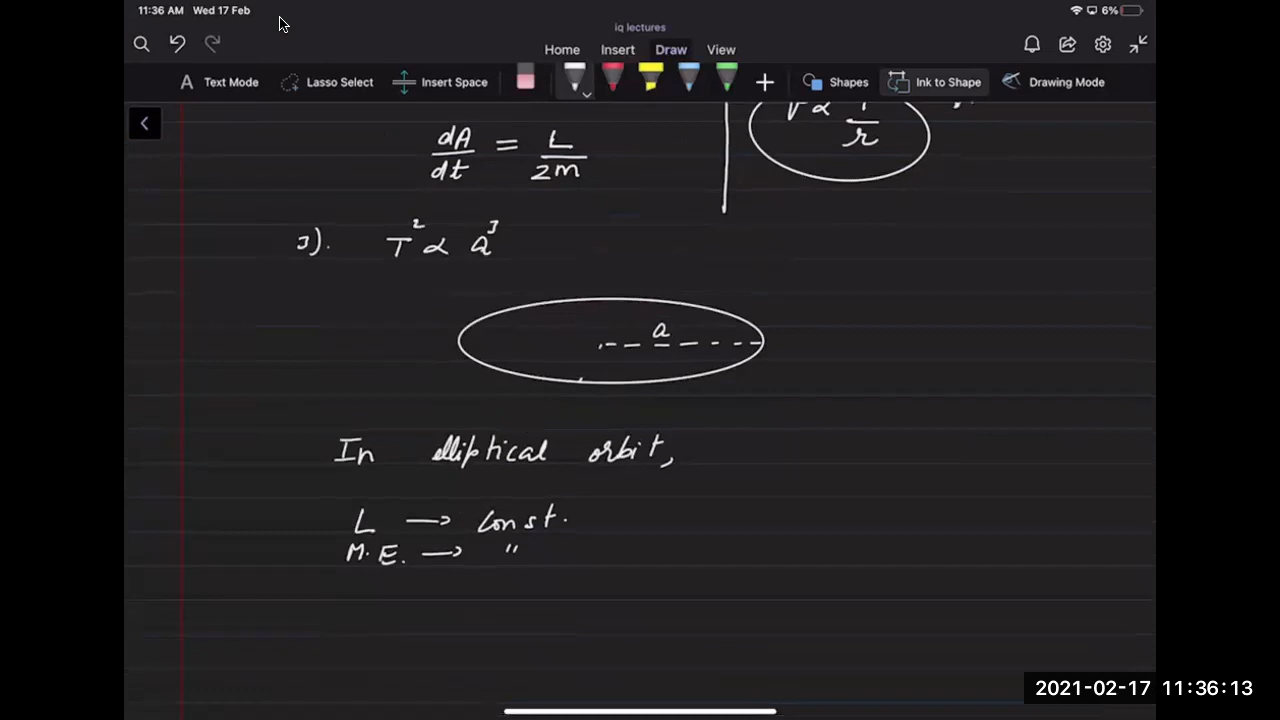 11:36 AM Wed 17 Feb
6%
iq lectures
Home Insert Draw View
Text Mode Lasso Select Insert Space Shapes Ink to Shape Drawing Mode
dA/dt = L/2m
∝ 1/r
3). T² ∝ a³
a
In elliptical orbit,
L → const.
M.E. → "
2021-02-17 11:36:13